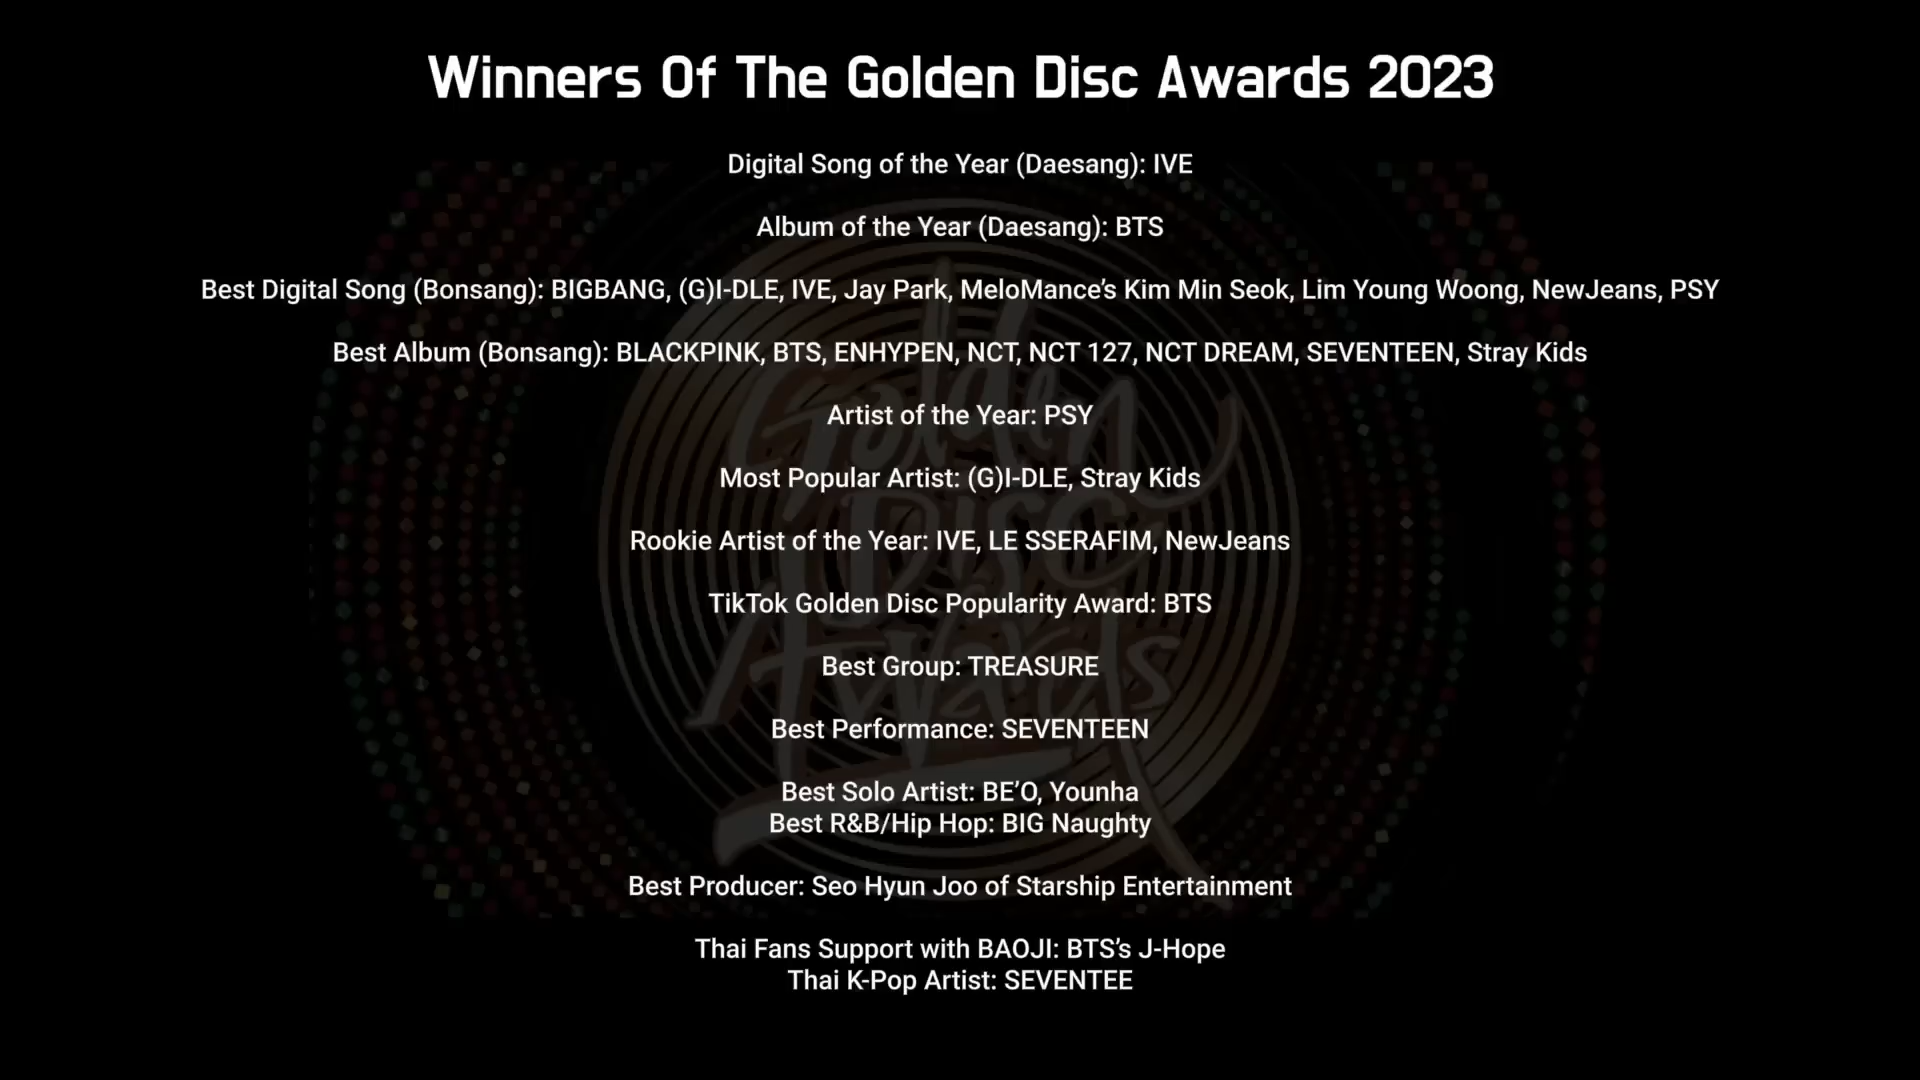 Winners Of The Golden Disc Awards 2023
Digital Song of the Year (Daesang): IVE
Album of the Year (Daesang): BTS
Best Digital Song (Bonsang): BIGBANG, (G)I-DLE, IVE, Jay Park, MeloMance’s Kim Min Seok, Lim Young Woong, NewJeans, PSY
Best Album (Bonsang): BLACKPINK, BTS, ENHYPEN, NCT, NCT 127, NCT DREAM, SEVENTEEN, Stray Kids
Artist of the Year: PSY
Most Popular Artist: (G)I-DLE, Stray Kids
Rookie Artist of the Year: IVE, LE SSERAFIM, NewJeans
TikTok Golden Disc Popularity Award: BTS
Best Group: TREASURE
Best Performance: SEVENTEEN
Best Solo Artist: BE’O, Younha
Best R&B/Hip Hop: BIG Naughty
Best Producer: Seo Hyun Joo of Starship Entertainment
Thai Fans Support with BAOJI: BTS’s J-Hope
Thai K-Pop Artist: SEVENTEE
Golden
Disc
Awards